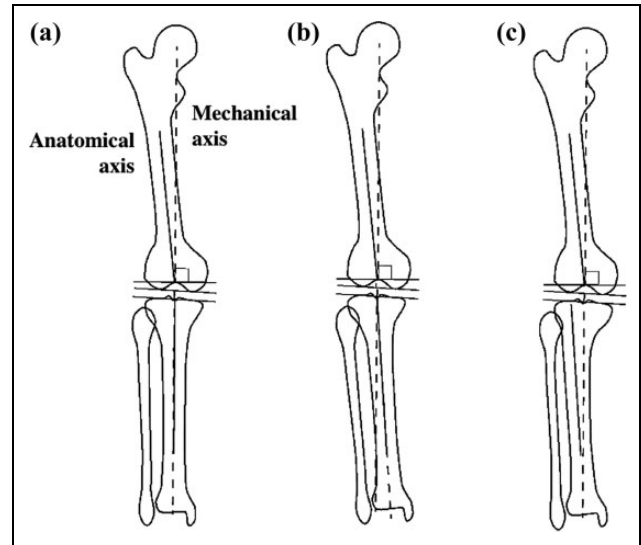 (a)
(b)
(c)
Mechanical
axis
Anatomical
axis